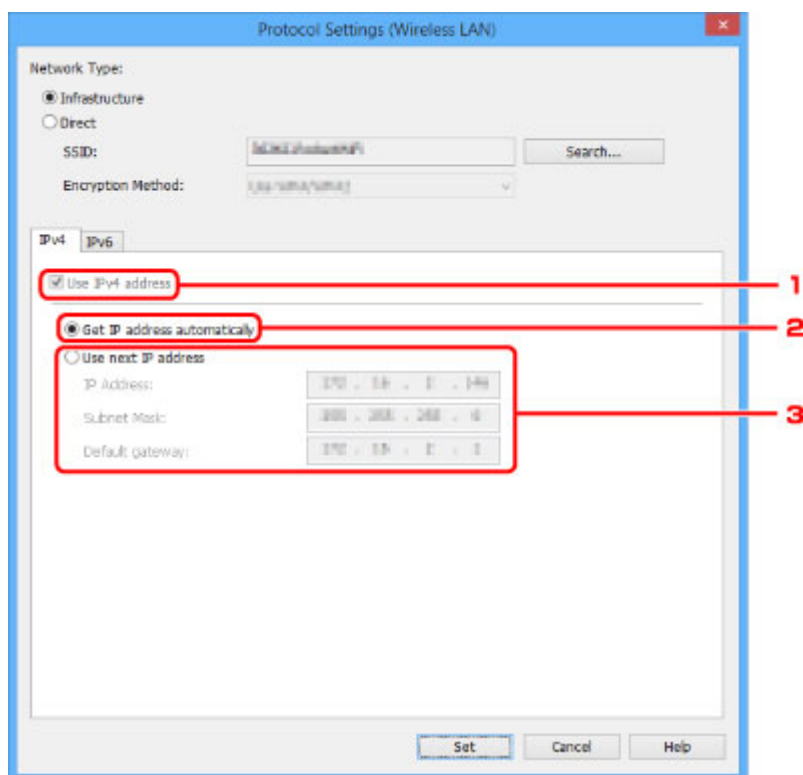 Protocol Settings (Wireless LAN)
Network Type:
Infrastructure
Direct
SSID:
Search...
Encryption Method:
IPv4 IPv6
Use IPv4 address
1
Get IP address automatically
2
Use next IP address
IP Address:
Subnet Mask:
3
Default gateway:
Set Cancel Help